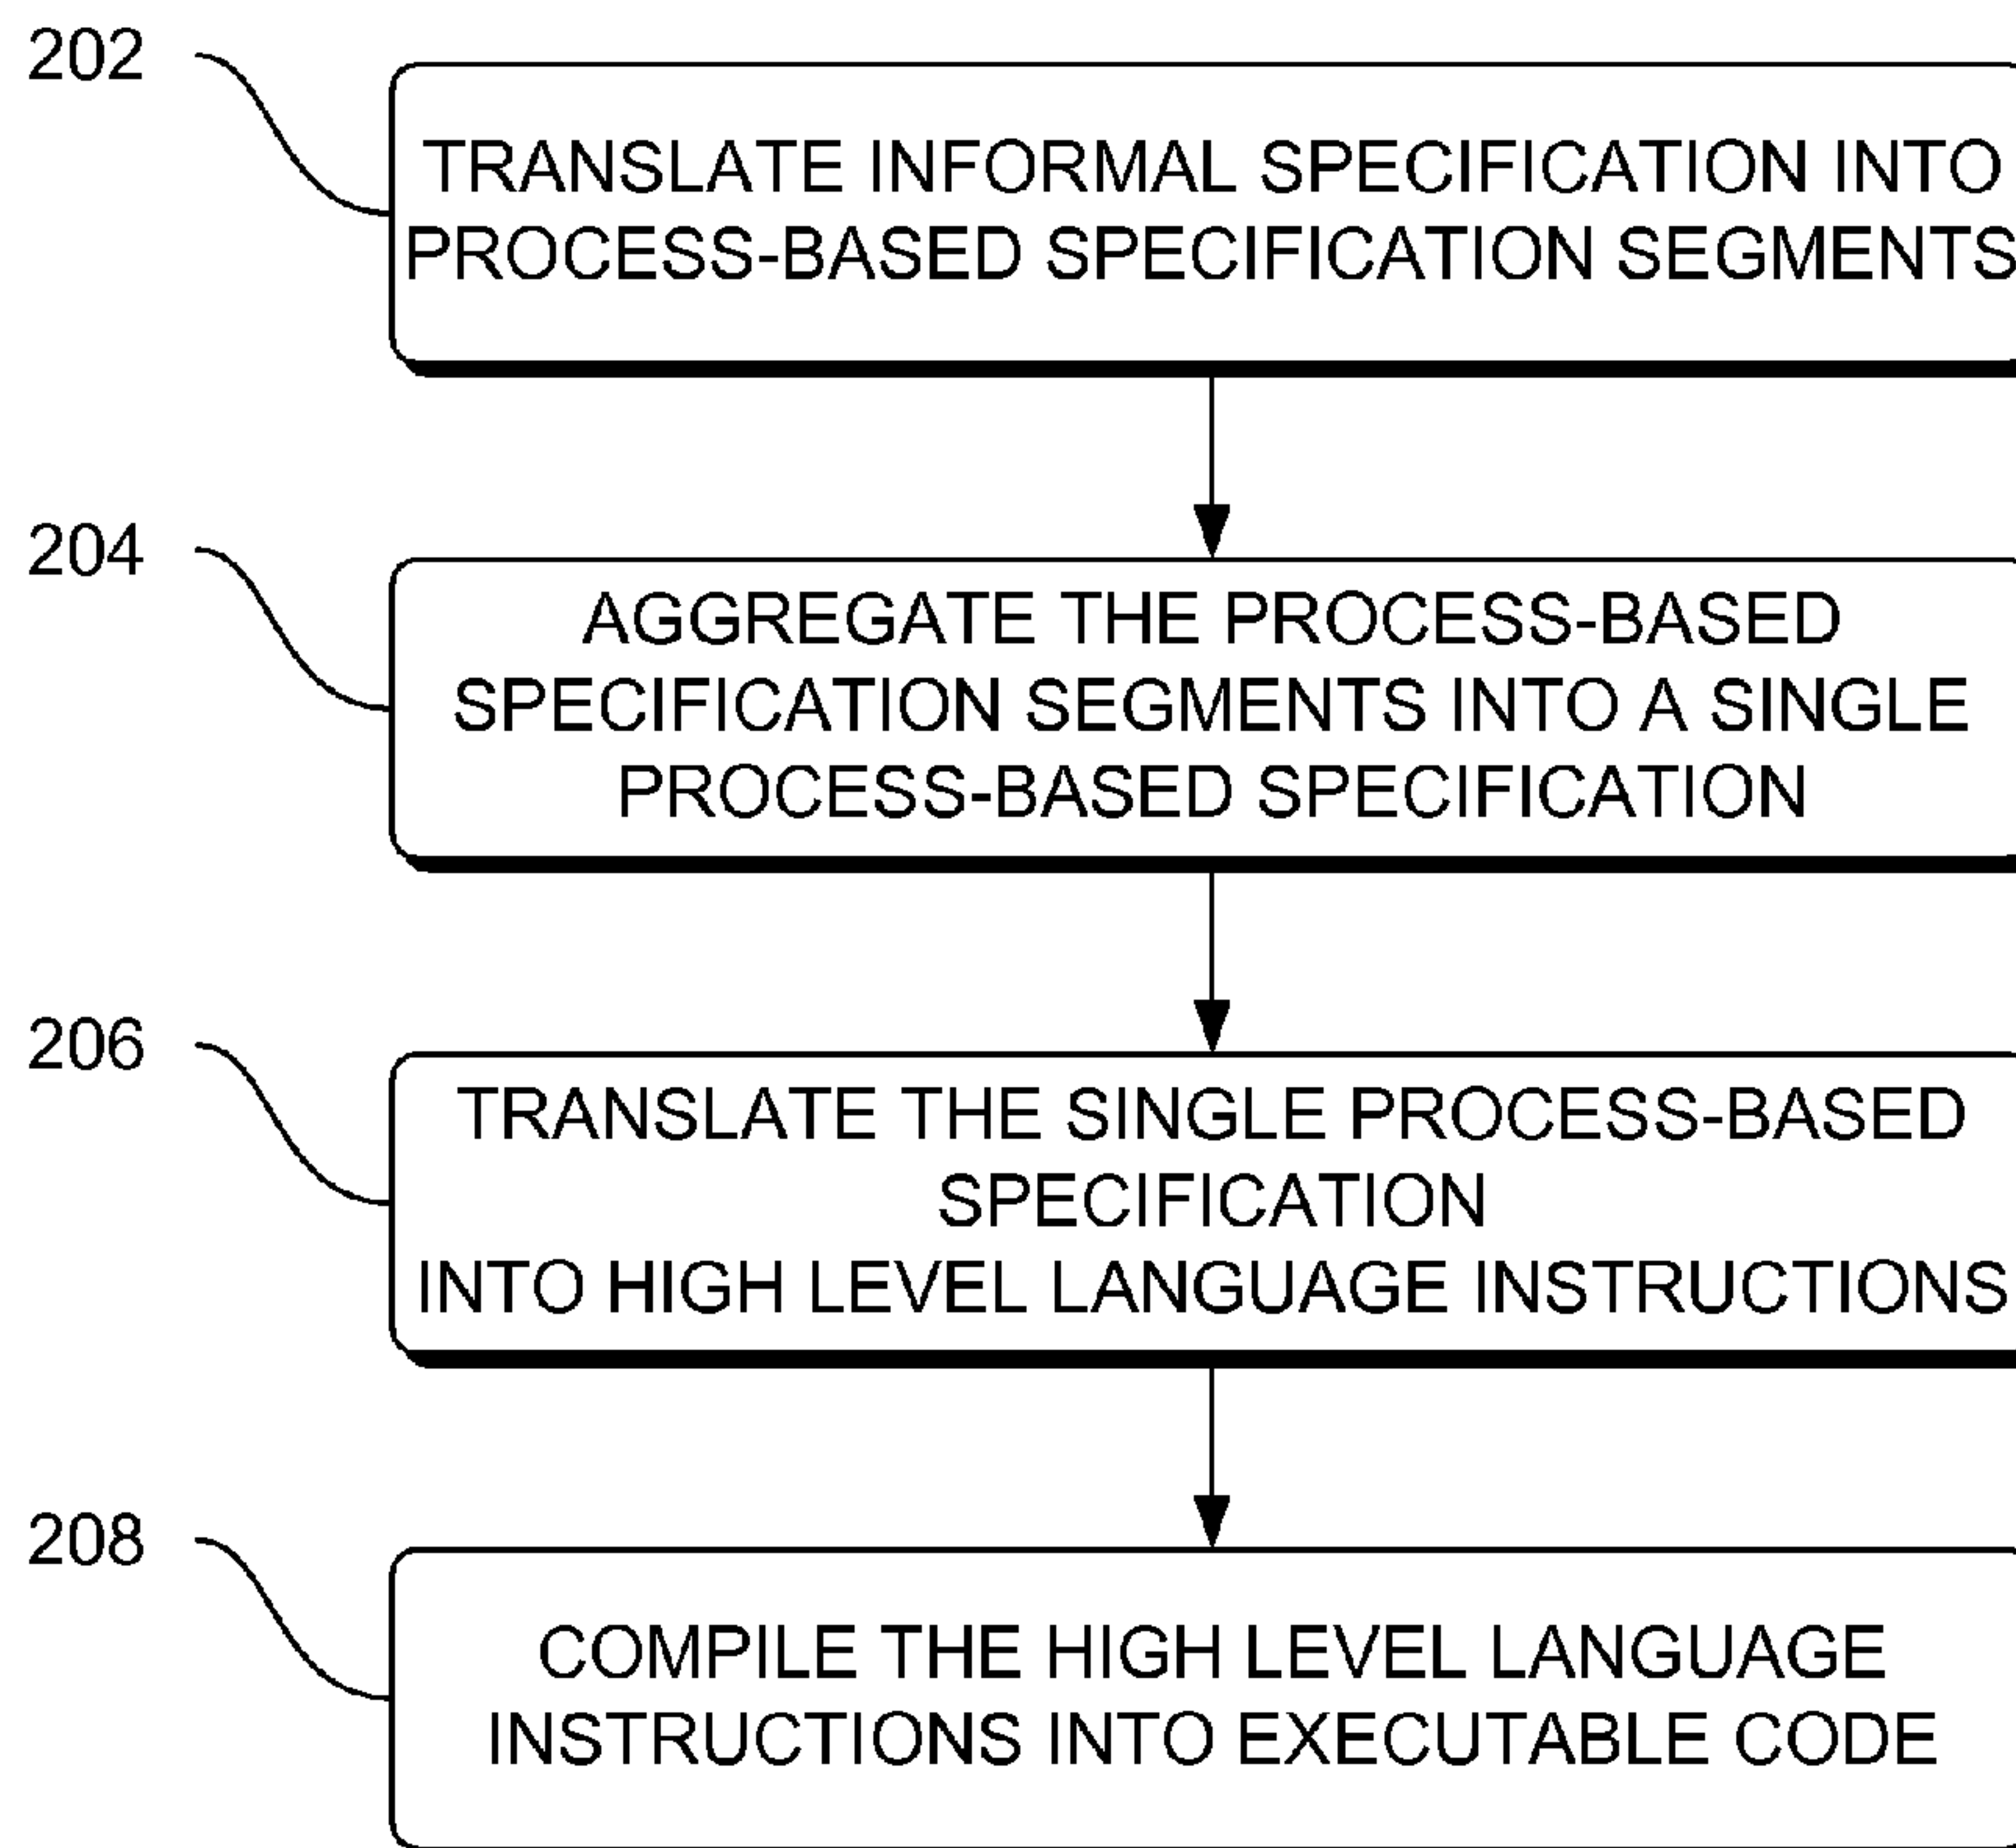 202
TRANSLATE INFORMAL SPECIFICATION INTO
PROCESS-BASED SPECIFICATION SEGMENTS
204
AGGREGATE THE PROCESS-BASED
SPECIFICATION SEGMENTS INTO A SINGLE
PROCESS-BASED SPECIFICATION
206
TRANSLATE THE SINGLE PROCESS-BASED
SPECIFICATION
INTO HIGH LEVEL LANGUAGE INSTRUCTIONS
208
COMPILE THE HIGH LEVEL LANGUAGE
INSTRUCTIONS INTO EXECUTABLE CODE